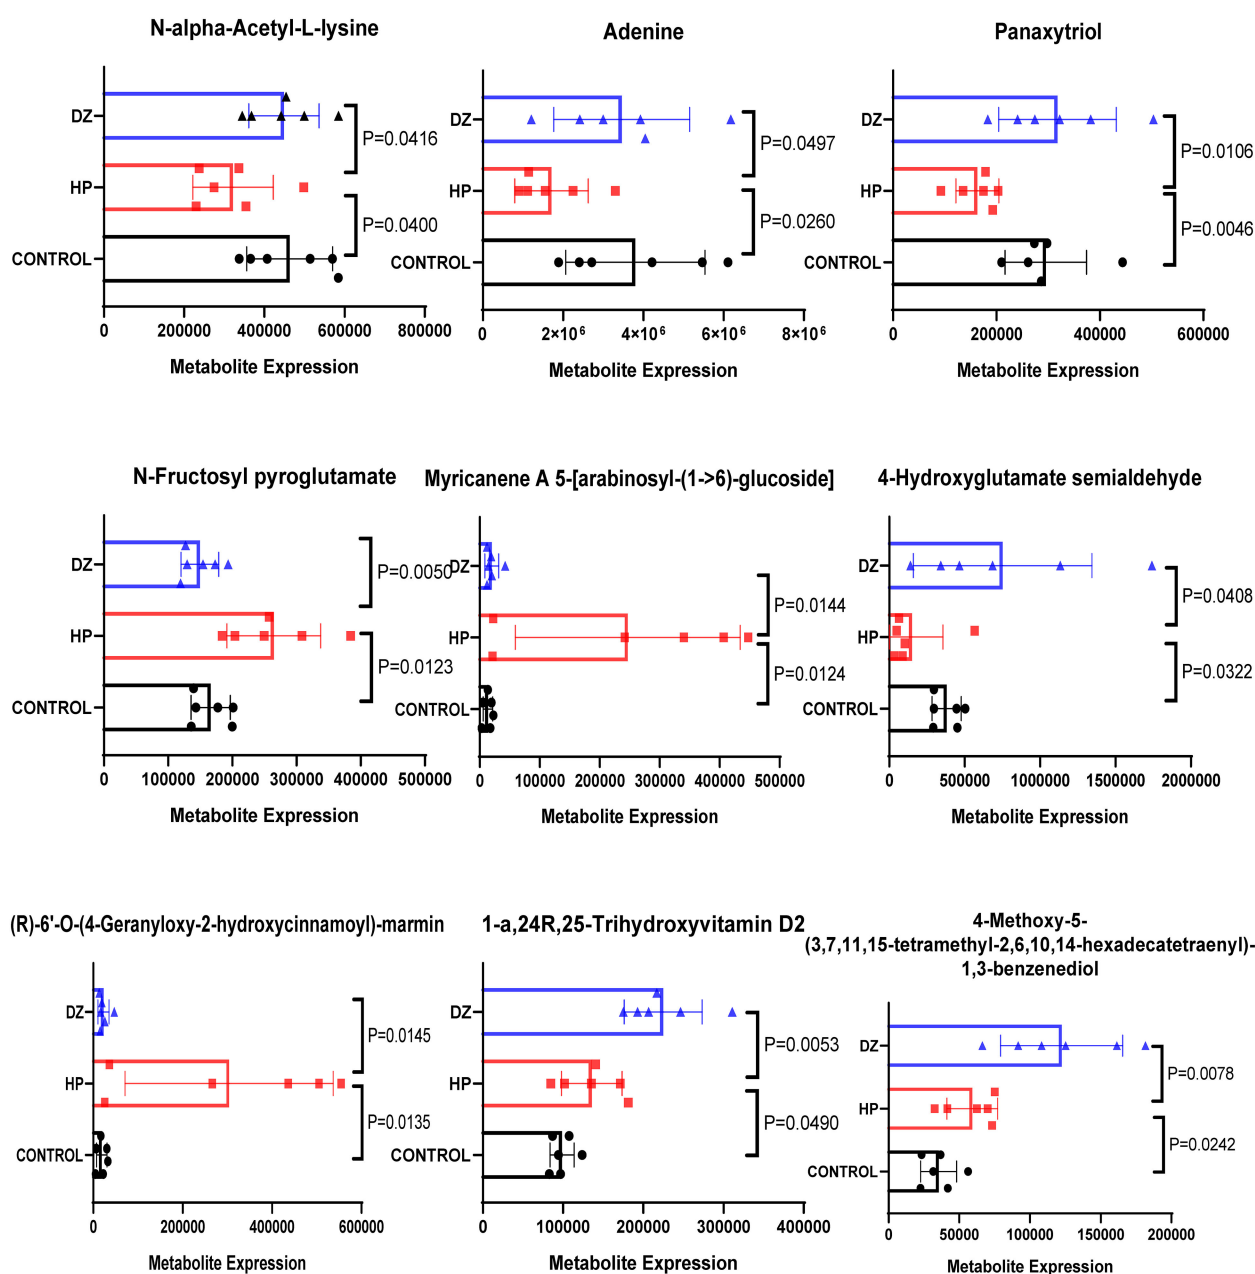 N-alpha-Acetyl-L-lysine
DZ
HP
CONTROL
P=0.0416
P=0.0400
0 200000 400000 600000 800000
Metabolite Expression
Adenine
DZ
HP
CONTROL
P=0.0497
P=0.0260
0 2×10⁶ 4×10⁶ 6×10⁶ 8×10⁶
Metabolite Expression
Panaxytriol
DZ
HP
CONTROL
P=0.0106
P=0.0046
0 200000 400000 600000
Metabolite Expression
N-Fructosyl pyroglutamate
DZ
HP
CONTROL
P=0.0050
P=0.0123
0 100000 200000 300000 400000 500000
Metabolite Expression
Myricanene A 5-[arabinosyl-(1->6)-glucoside]
DZ
HP
CONTROL
P=0.0144
P=0.0124
0 100000 200000 300000 400000 500000
Metabolite Expression
4-Hydroxyglutamate semialdehyde
DZ
HP
CONTROL
P=0.0408
P=0.0322
0 500000 1000000 1500000 2000000
Metabolite Expression
(R)-6'-O-(4-Geranyloxy-2-hydroxycinnamoyl)-marmin
DZ
HP
CONTROL
P=0.0145
P=0.0135
0 200000 400000 600000
Metabolite Expression
1-a,24R,25-Trihydroxyvitamin D2
DZ
HP
CONTROL
P=0.0053
P=0.0490
0 100000 200000 300000 400000
Metabolite Expression
4-Methoxy-5-
(3,7,11,15-tetramethyl-2,6,10,14-hexadecatetraenyl)-
1,3-benzenediol
DZ
HP
CONTROL
P=0.0078
P=0.0242
0 50000 100000 150000 200000
Metabolite Expression